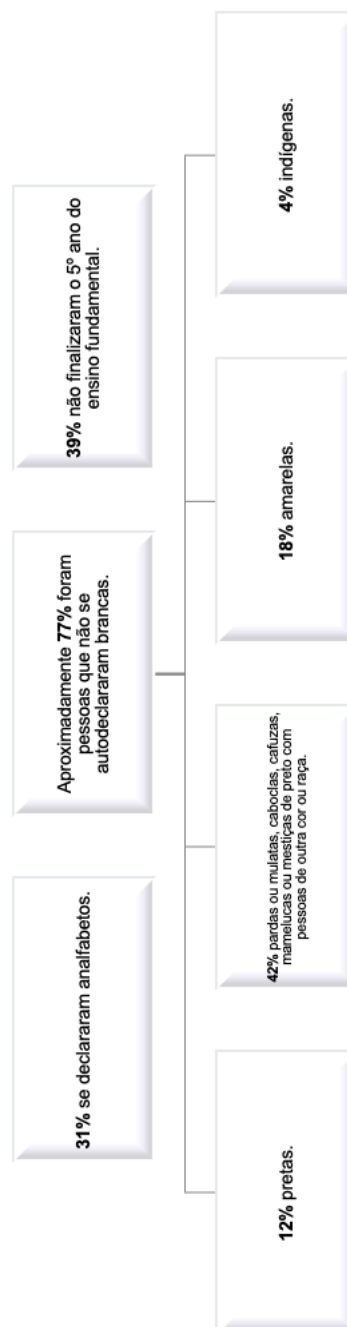 31% se declararam analfabetos.
Aproximadamente 77% foram
pessoas que não se
autodeclararam brancas.
39% não finalizaram o 5º ano do
ensino fundamental.
12% pretas.
42% pardas ou mulatas, caboclas, cafuzas,
mamelucas ou mestiças de preto com
pessoas de outra cor ou raça.
18% amarelas.
4% indígenas.